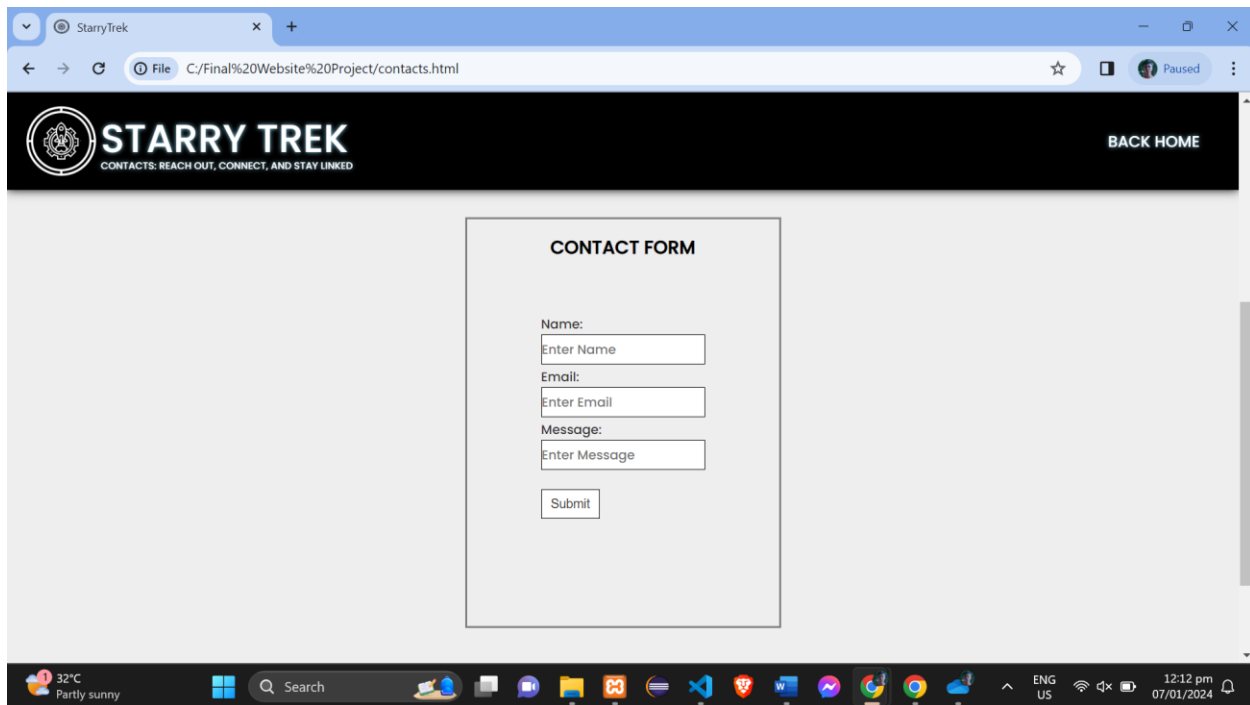 StarryTrek
File C:/Final%20Website%20Project/contacts.html
Paused
STARRY TREK
CONTACTS: REACH OUT, CONNECT, AND STAY LINKED
BACK HOME
CONTACT FORM
Name:
Enter Name
Email:
Enter Email
Message:
Enter Message
Submit
1
32°C
Partly sunny
Search
ENG
US
12:12 pm
07/01/2024